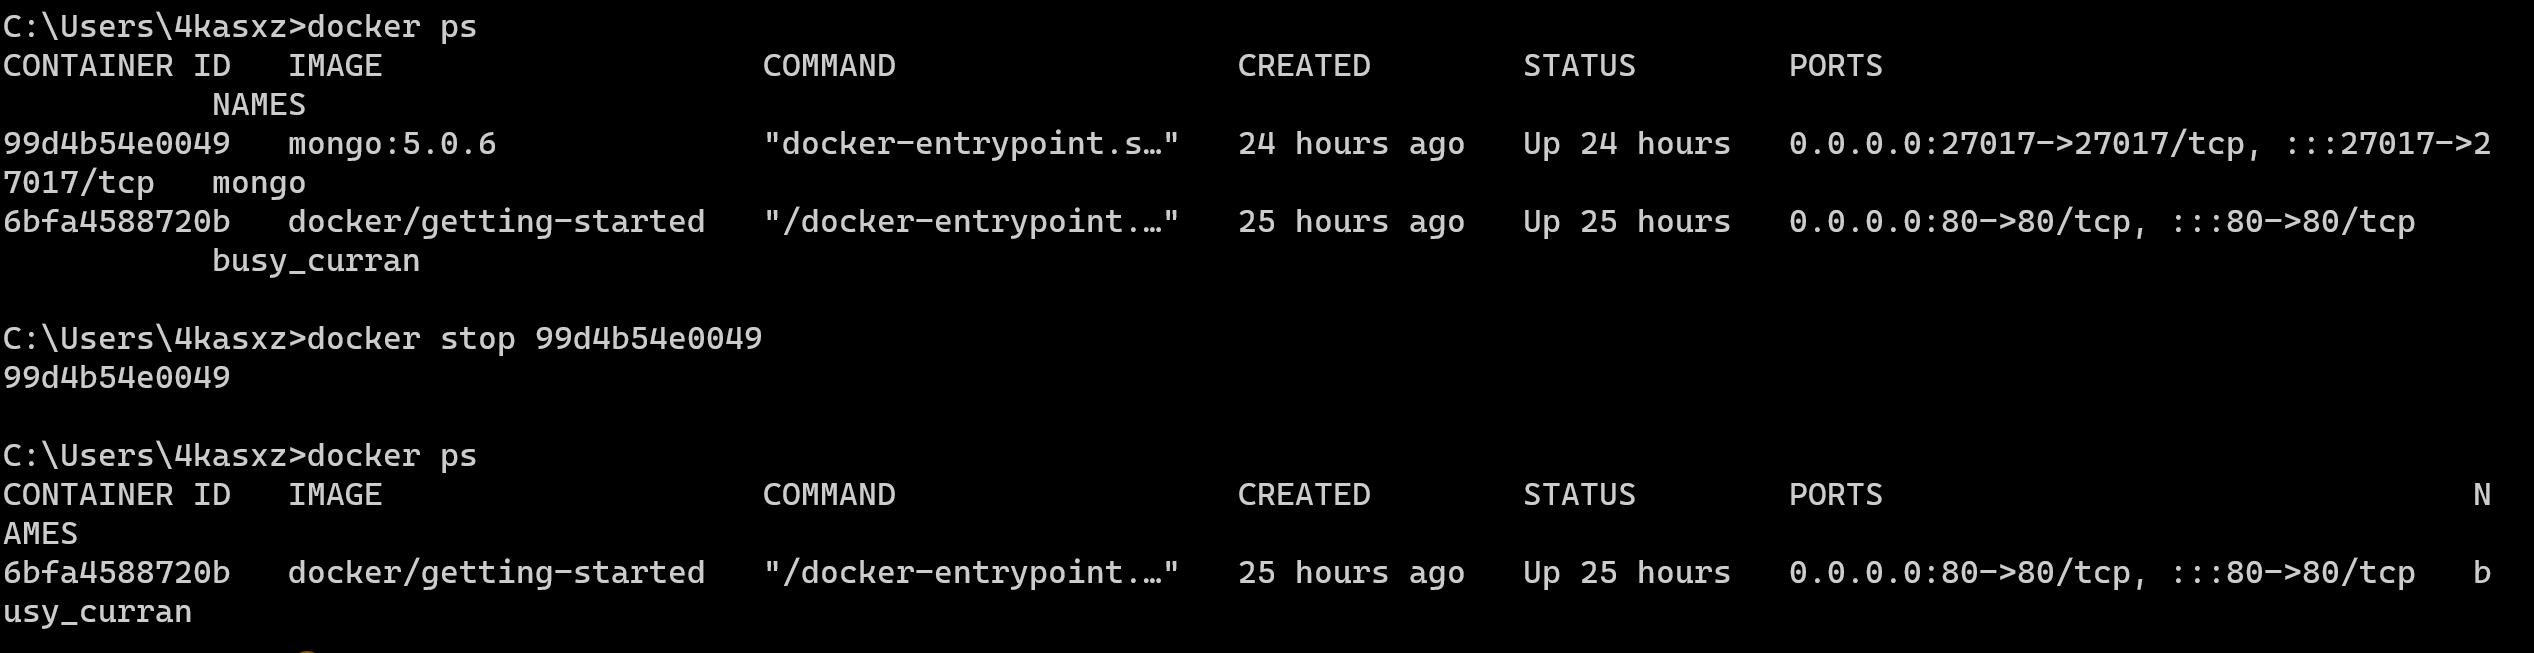 C:\Users\4kasxz>docker ps
CONTAINER ID   IMAGE                    COMMAND                  CREATED        STATUS        PORTS
           NAMES
99d4b54e0049   mongo:5.0.6              "docker-entrypoint.s…"   24 hours ago   Up 24 hours   0.0.0.0:27017->27017/tcp, :::27017->2
7017/tcp   mongo
6bfa4588720b   docker/getting-started   "/docker-entrypoint.…"   25 hours ago   Up 25 hours   0.0.0.0:80->80/tcp, :::80->80/tcp
           busy_curran
C:\Users\4kasxz>docker stop 99d4b54e0049
99d4b54e0049
C:\Users\4kasxz>docker ps
CONTAINER ID   IMAGE                    COMMAND                  CREATED        STATUS        PORTS                               N
AMES
6bfa4588720b   docker/getting-started   "/docker-entrypoint.…"   25 hours ago   Up 25 hours   0.0.0.0:80->80/tcp, :::80->80/tcp   b
usy_curran